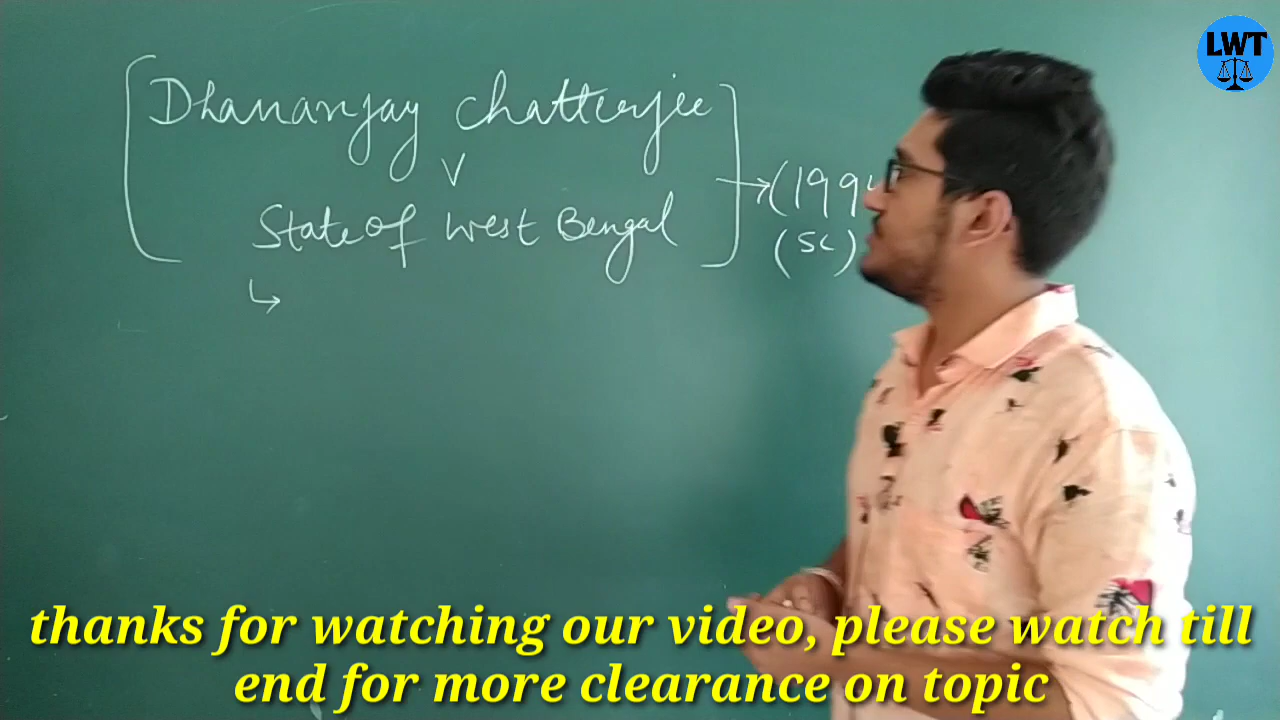 LWT
Dhananjay Chatterjee
V
State of West Bengal
(199
(SC)
thanks for watching our video, please watch till
end for more clearance on topic